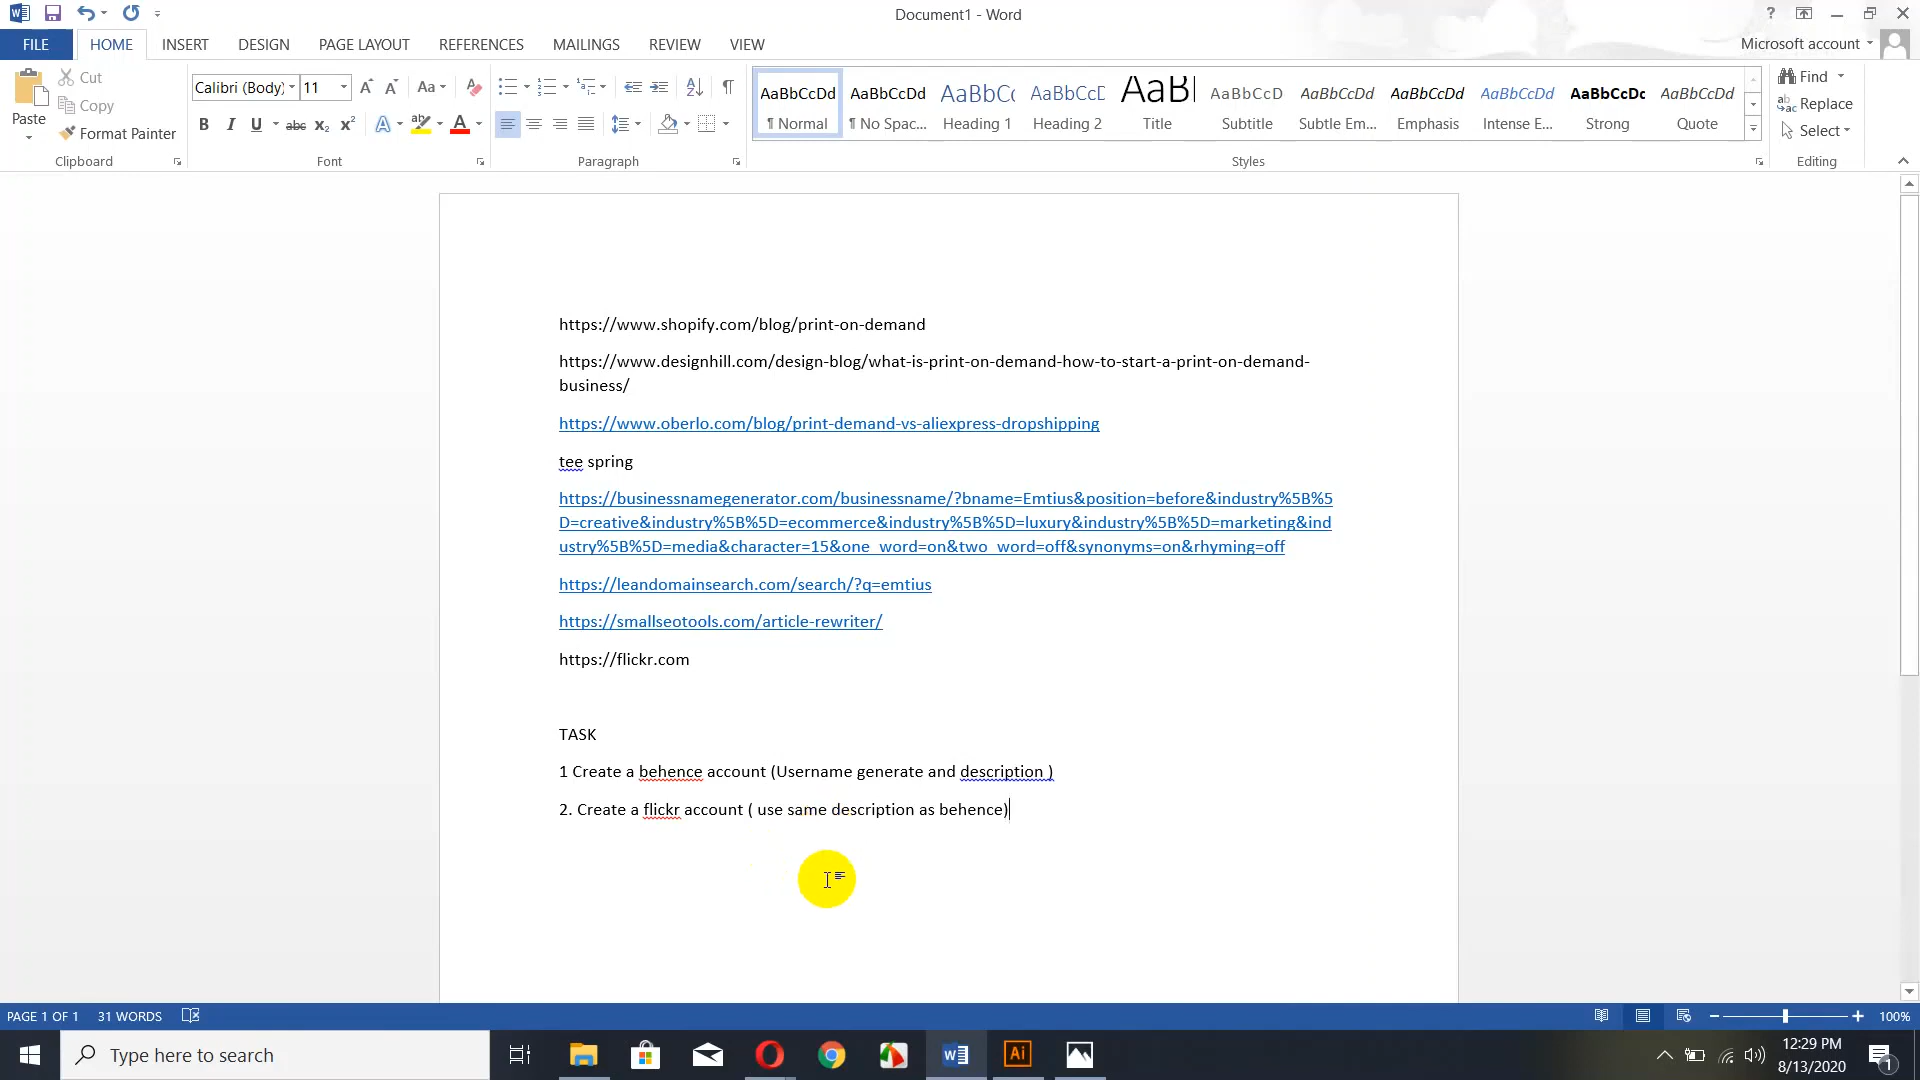 Document1 - Word
?
FILE HOME INSERT DESIGN PAGE LAYOUT REFERENCES MAILINGS REVIEW VIEW
Microsoft account
Paste
Cut
Copy
Format Painter
Clipboard
Calibri (Body) 11
Font
Paragraph
AaBbCcDd AaBbCcDd AaBbCc AaBbCcD AaBl AaBbCcD AaBbCcDd AaBbCcDd AaBbCcDd AaBbCcDc AaBbCcDd
¶ Normal ¶ No Spac... Heading 1 Heading 2 Title Subtitle Subtle Em... Emphasis Intense E... Strong Quote
Styles
Find
Replace
Select
Editing
https://www.shopify.com/blog/print-on-demand
https://www.designhill.com/design-blog/what-is-print-on-demand-how-to-start-a-print-on-demand-
business/
https://www.oberlo.com/blog/print-demand-vs-aliexpress-dropshipping
tee spring
https://businessnamegenerator.com/businessname/?bname=Emtius&position=before&industry%5B%5
D=creative&industry%5B%5D=ecommerce&industry%5B%5D=luxury&industry%5B%5D=marketing&ind
ustry%5B%5D=media&character=15&one_word=on&two_word=off&synonyms=on&rhyming=off
https://leandomainsearch.com/search/?q=emtius
https://smallseotools.com/article-rewriter/
https://flickr.com
TASK
1 Create a behence account (Username generate and description )
2. Create a flickr account ( use same description as behence)
PAGE 1 OF 1 31 WORDS
100%
Type here to search
12:29 PM
8/13/2020
1